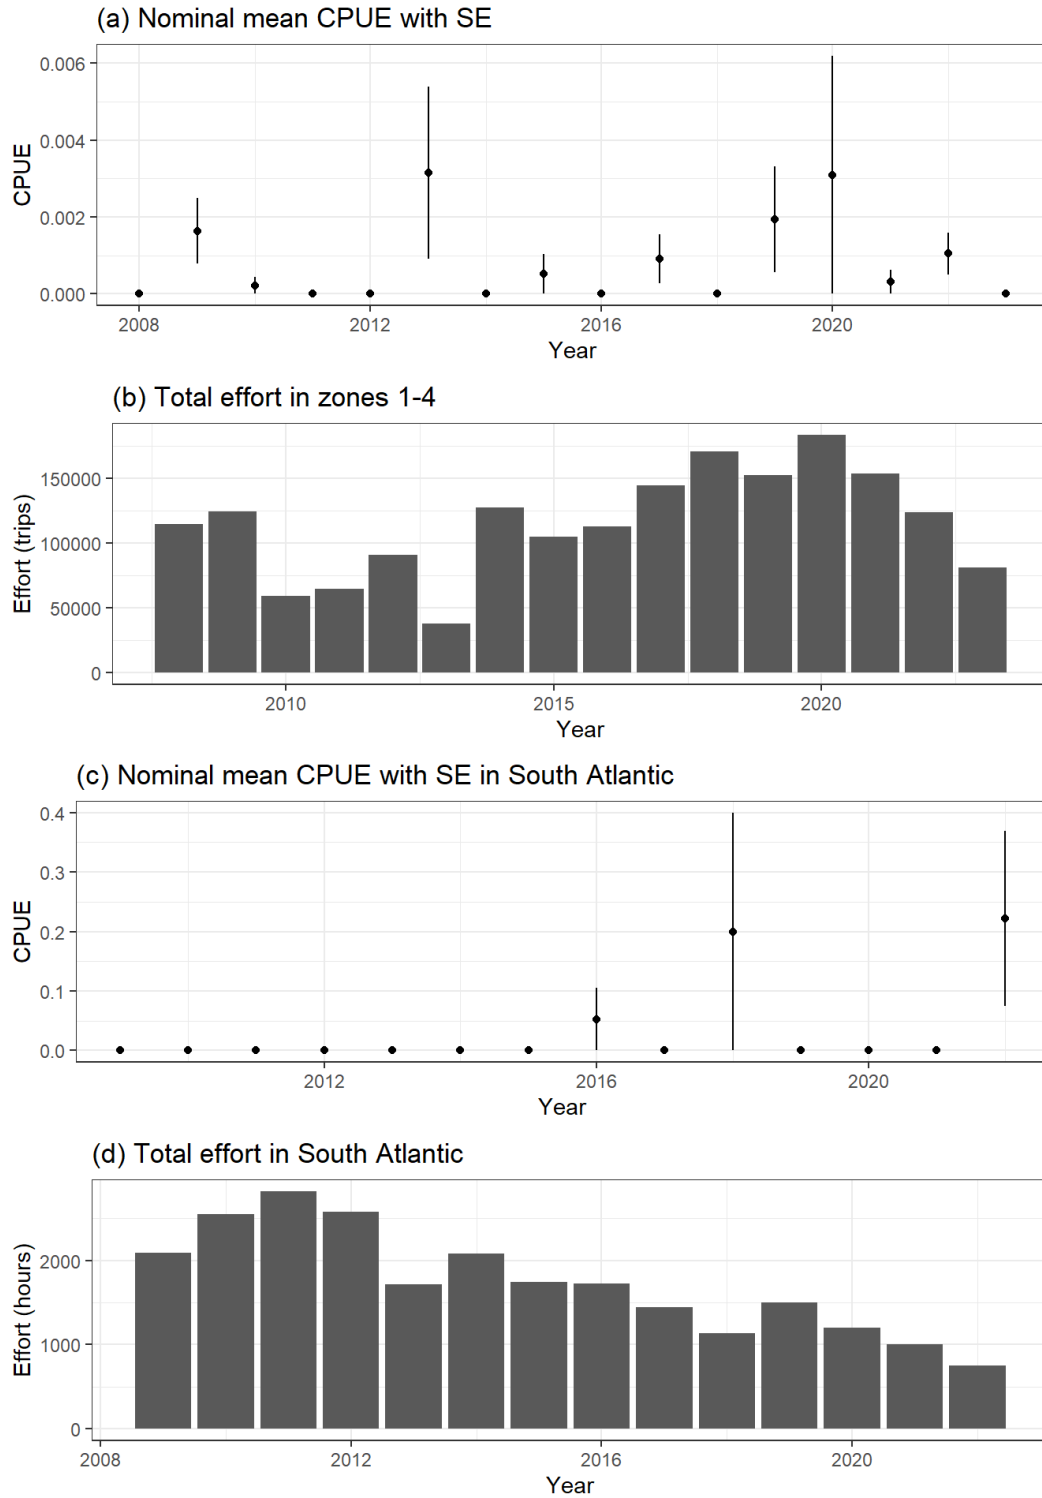 (a) Nominal mean CPUE with SE
0.006
0.004
0.002
0.000
CPUE
2008 2012 2016 2020
Year
(b) Total effort in zones 1-4
150000
100000
50000
0
Effort (trips)
2010 2015 2020
Year
(c) Nominal mean CPUE with SE in South Atlantic
0.4
0.3
0.2
0.1
0.0
CPUE
2012 2016 2020
Year
(d) Total effort in South Atlantic
2000
1000
0
Effort (hours)
2008 2012 2016 2020
Year